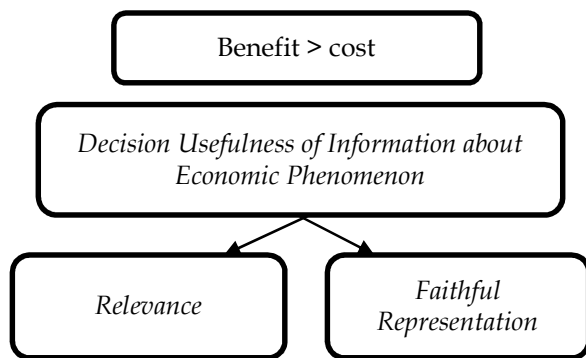 Benefit > cost
Decision Usefulness of Information about
Economic Phenomenon
Relevance
Faithful
Representation